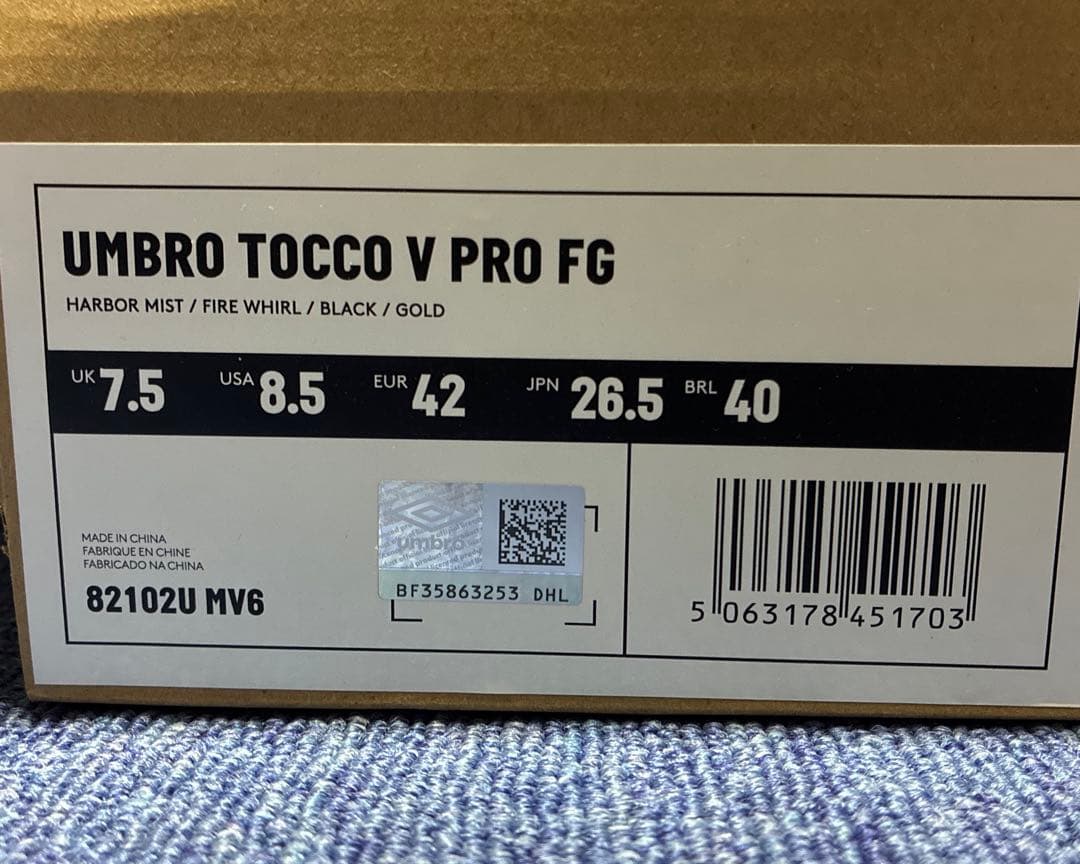 UMBRO TOCCO V PRO FG
HARBOR MIST / FIRE WHIRL / BLACK / GOLD
UK 7.5 USA 8.5 EUR 42 JPN 26.5 BRL 40
MADE IN CHINA
FABRIQUE EN CHINE
FABRICADO NA CHINA
82102U MV6
umbro
BF35863253 DHL
5 063178 451703